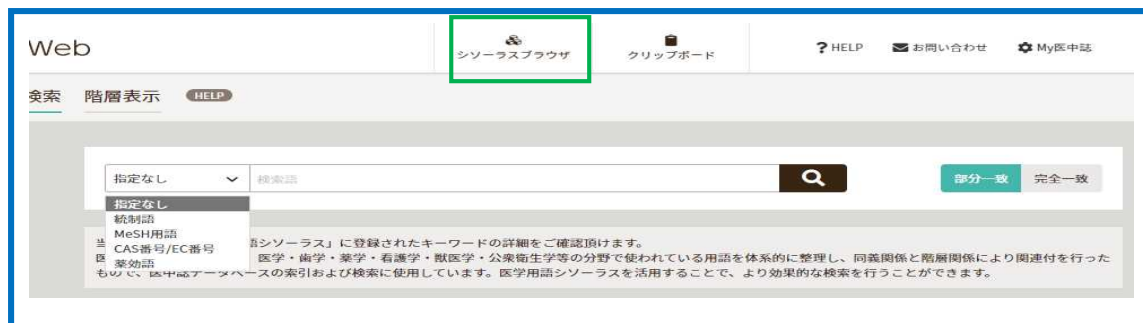 Web
シソーラスブラウザ
クリップボード
? HELP
お問い合わせ
My医中誌
検索
階層表示
HELP
指定なし
検索語
部分一致
完全一致
指定なし
統制語
MeSH用語
CAS番号/EC番号
薬効語
語シソーラス」に登録されたキーワードの詳細をご確認頂けます。
医学・歯学・薬学・看護学・獣医学・公衆衛生学等の分野で使われている用語を体系的に整理し、同義関係と階層関係により関連付を行った
もので、医中誌データベースの索引および検索に使用しています。医学用語シソーラスを活用することで、より効果的な検索を行うことができます。